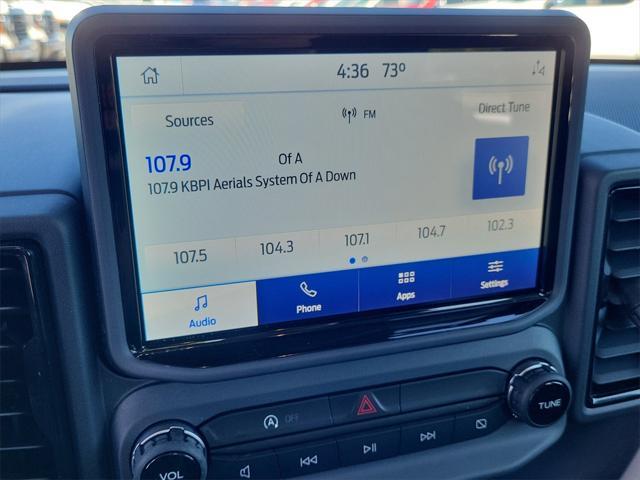 4:36 73°
Sources
FM
Direct Tune
107.9 Of A
107.9 KBPI Aerials System Of A Down
107.5 104.3 107.1 104.7 102.3
Audio Phone Apps Settings
A OFF
VOL
TUNE